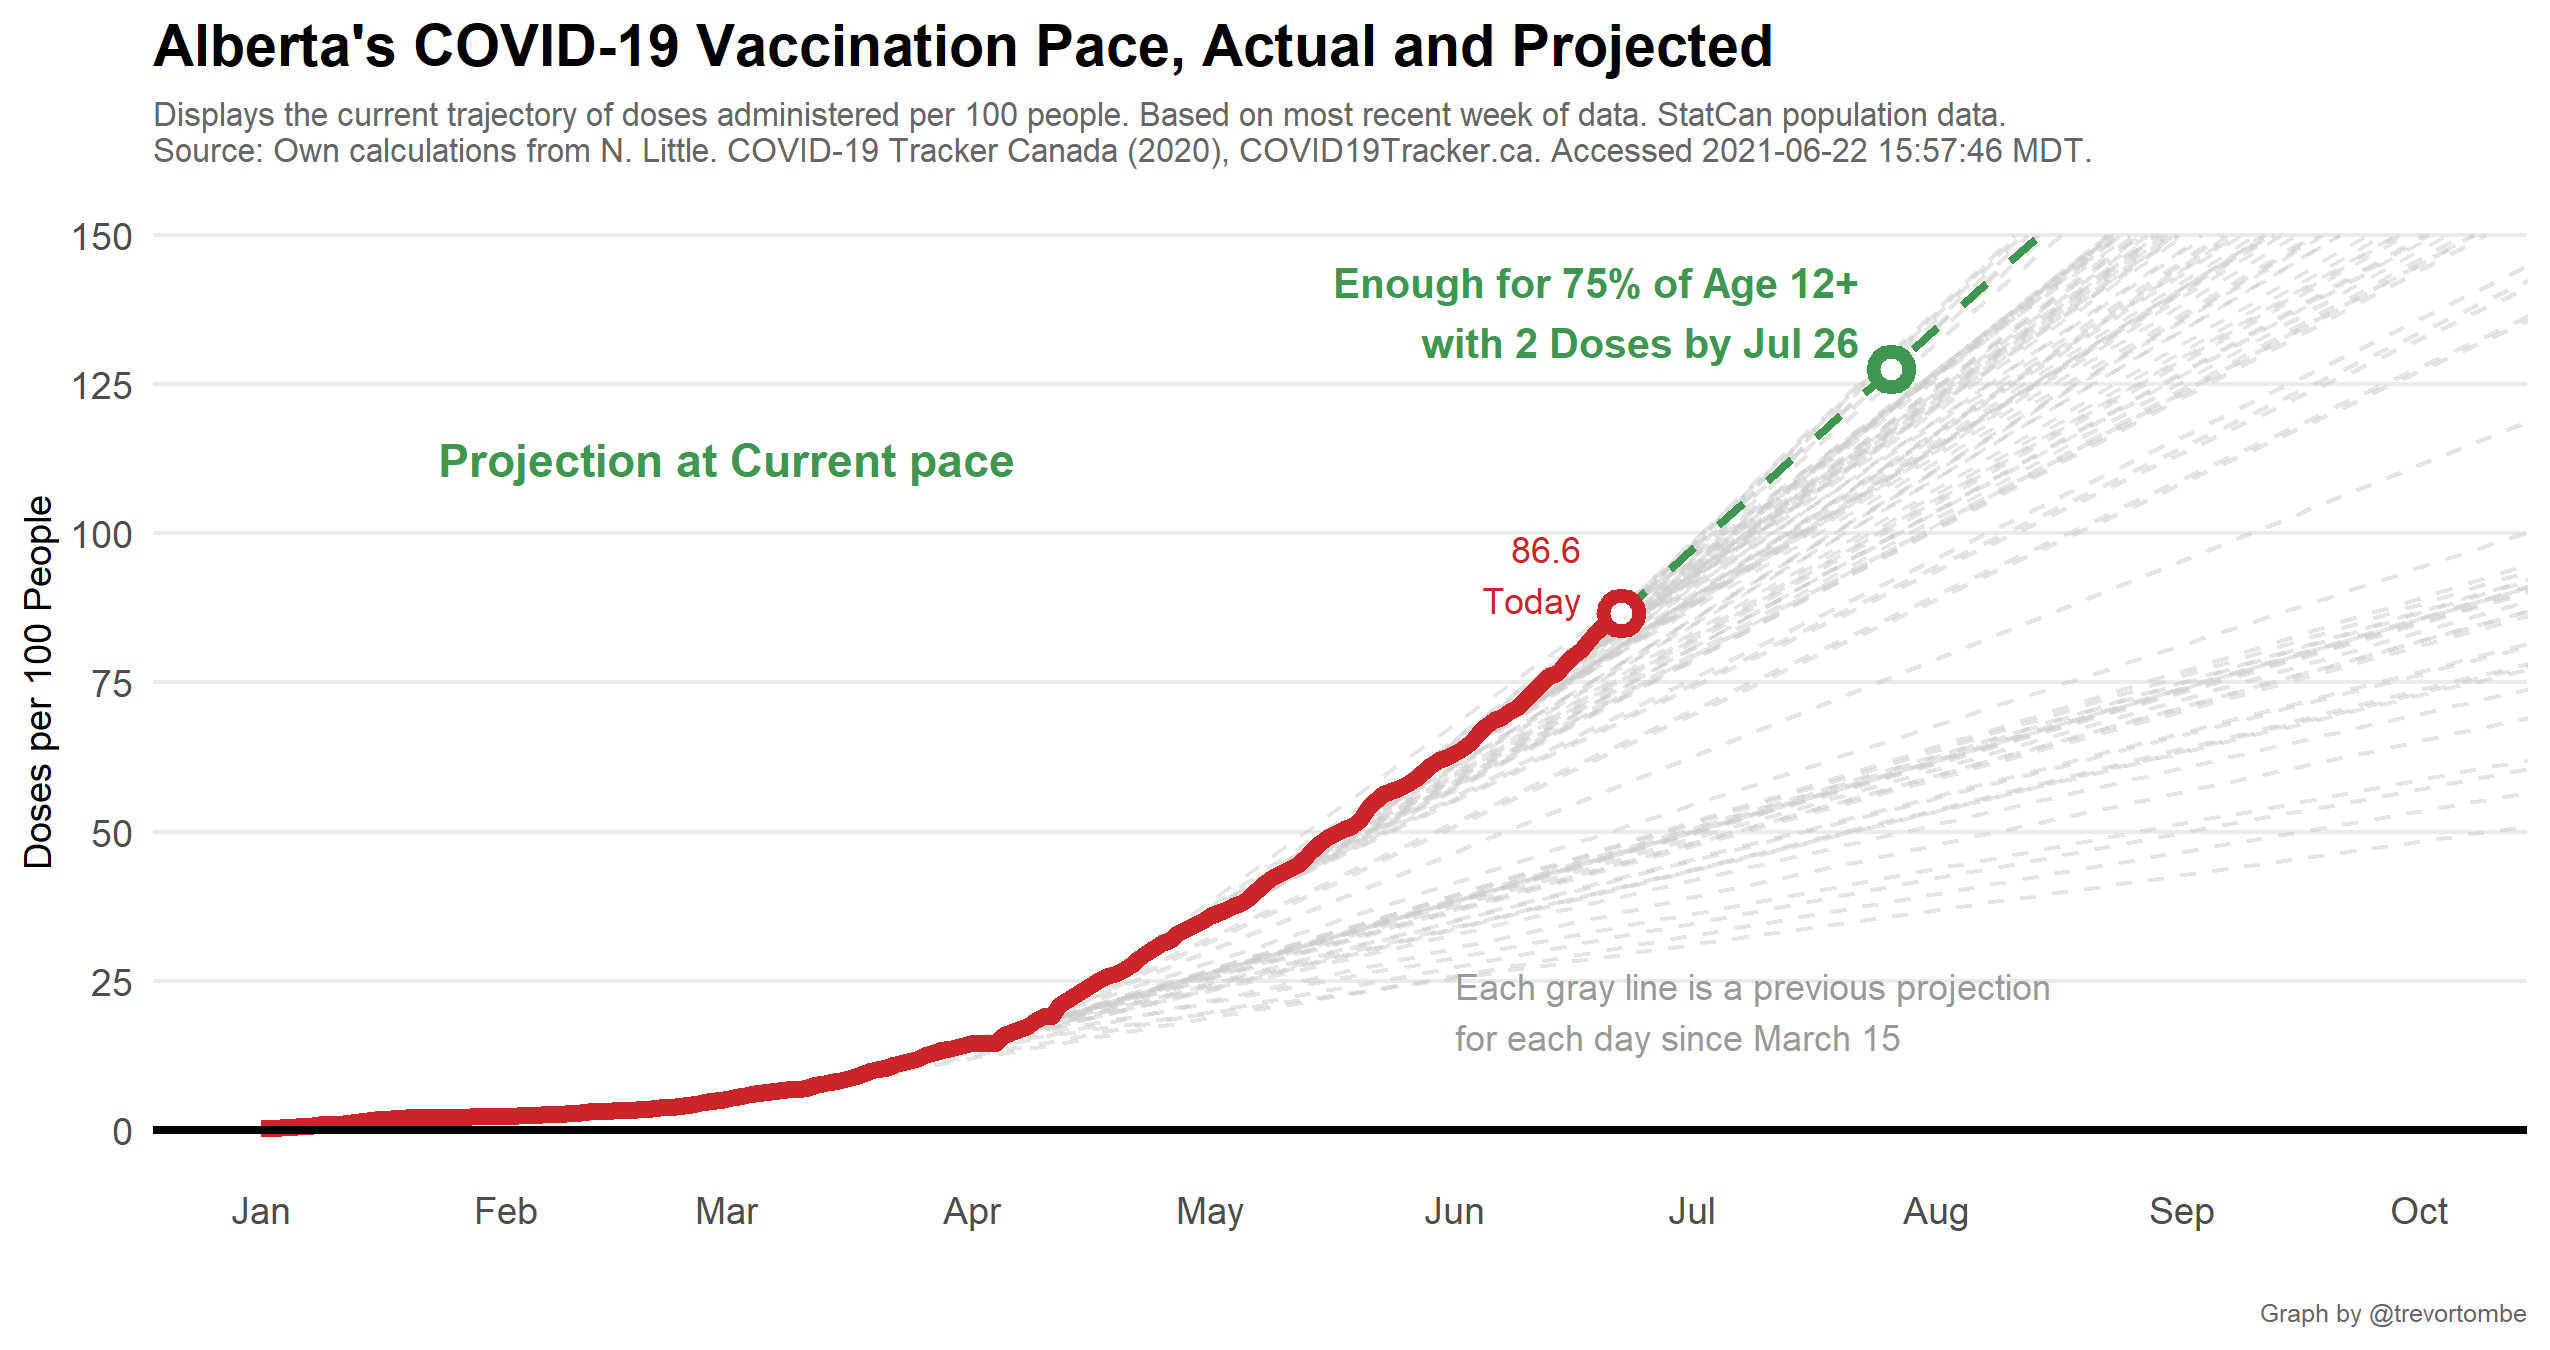 Alberta's COVID-19 Vaccination Pace, Actual and Projected
Displays the current trajectory of doses administered per 100 people. Based on most recent week of data. StatCan population data.
Source: Own calculations from N. Little. COVID-19 Tracker Canada (2020), COVID19Tracker.ca. Accessed 2021-06-22 15:57:46 MDT.
150
Enough for 75% of Age 12+
with 2 Doses by Jul 26
125
Projection at Current pace
Doses per 100 People
100
86.6
Today
75
50
25
Each gray line is a previous projection
for each day since March 15
0
Jan Feb Mar Apr May Jun Jul Aug Sep Oct
Graph by @trevortombe